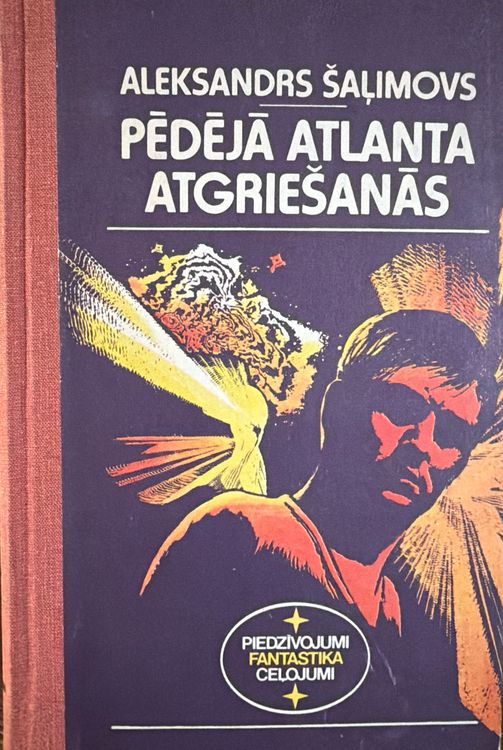 ALEKSANDRS ŠAĻIMOVS
PĒDĒJĀ ATLANTA
ATGRIEŠANĀS
PIEDZĪVOJUMI
FANTASTIKA
CEĻOJUMI